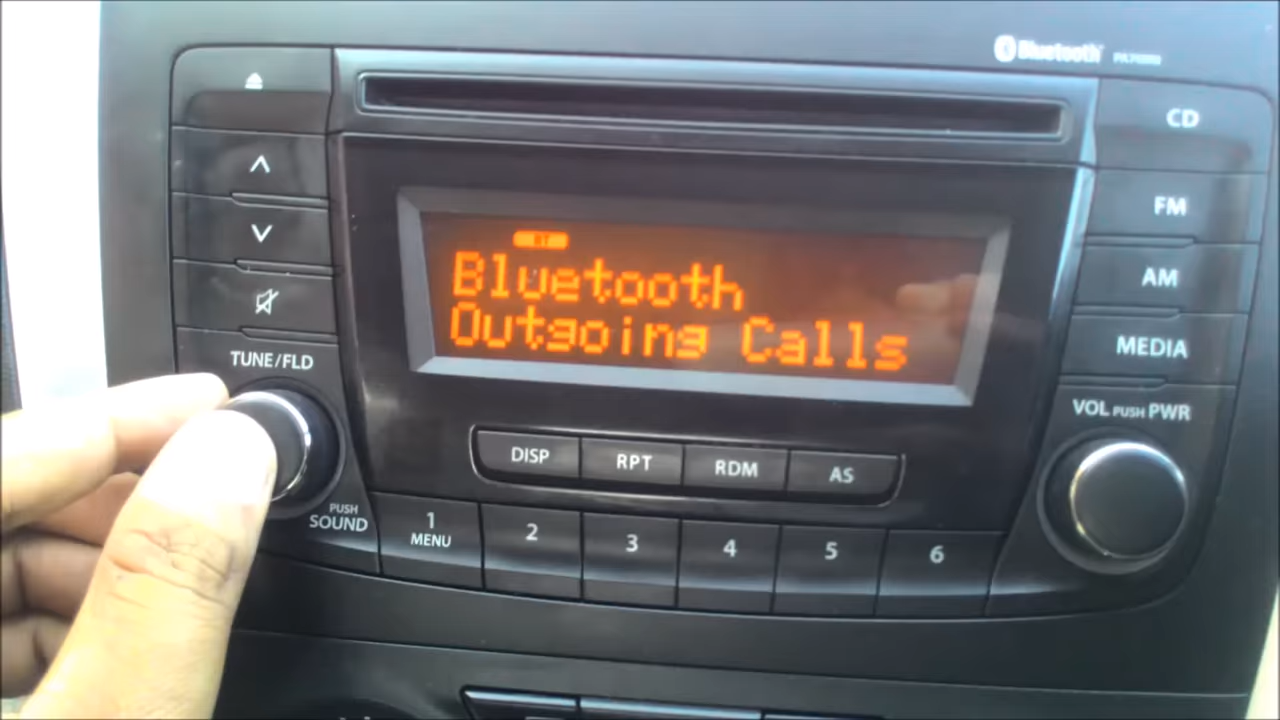 Bluetooth
CD
FM
AM
MEDIA
TUNE/FLD
BT
Bluetooth
Outgoing Calls
VOL PUSH PWR
DISP
RPT
RDM
AS
PUSH
SOUND
1
MENU
2
3
4
5
6